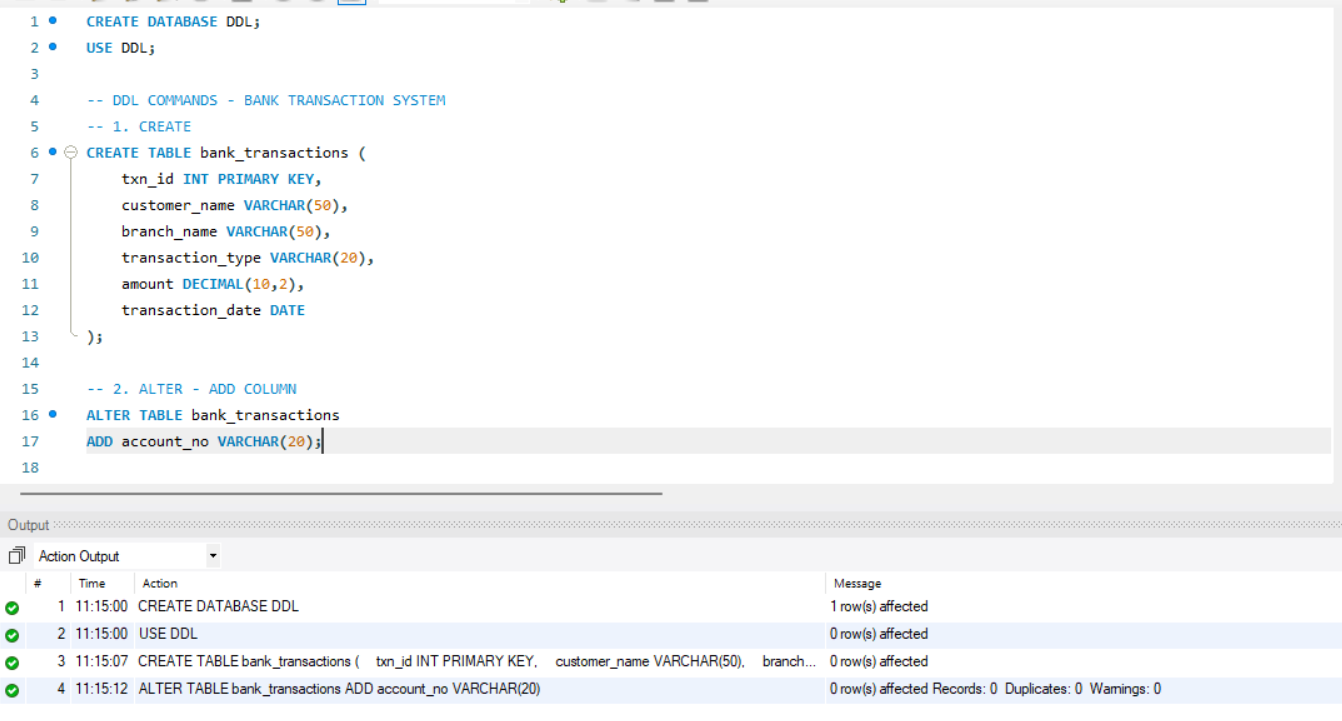 1 CREATE DATABASE DDL;
2 USE DDL;
3
4 -- DDL COMMANDS - BANK TRANSACTION SYSTEM
5 -- 1. CREATE
6 CREATE TABLE bank_transactions (
7 txn_id INT PRIMARY KEY,
8 customer_name VARCHAR(50),
9 branch_name VARCHAR(50),
10 transaction_type VARCHAR(20),
11 amount DECIMAL(10,2),
12 transaction_date DATE
13 );
14
15 -- 2. ALTER - ADD COLUMN
16 ALTER TABLE bank_transactions
17 ADD account_no VARCHAR(20);
18
Output
Action Output
# Time Action Message
1 11:15:00 CREATE DATABASE DDL 1 row(s) affected
2 11:15:00 USE DDL 0 row(s) affected
3 11:15:07 CREATE TABLE bank_transactions ( txn_id INT PRIMARY KEY, customer_name VARCHAR(50), branch... 0 row(s) affected
4 11:15:12 ALTER TABLE bank_transactions ADD account_no VARCHAR(20) 0 row(s) affected Records: 0 Duplicates: 0 Warnings: 0